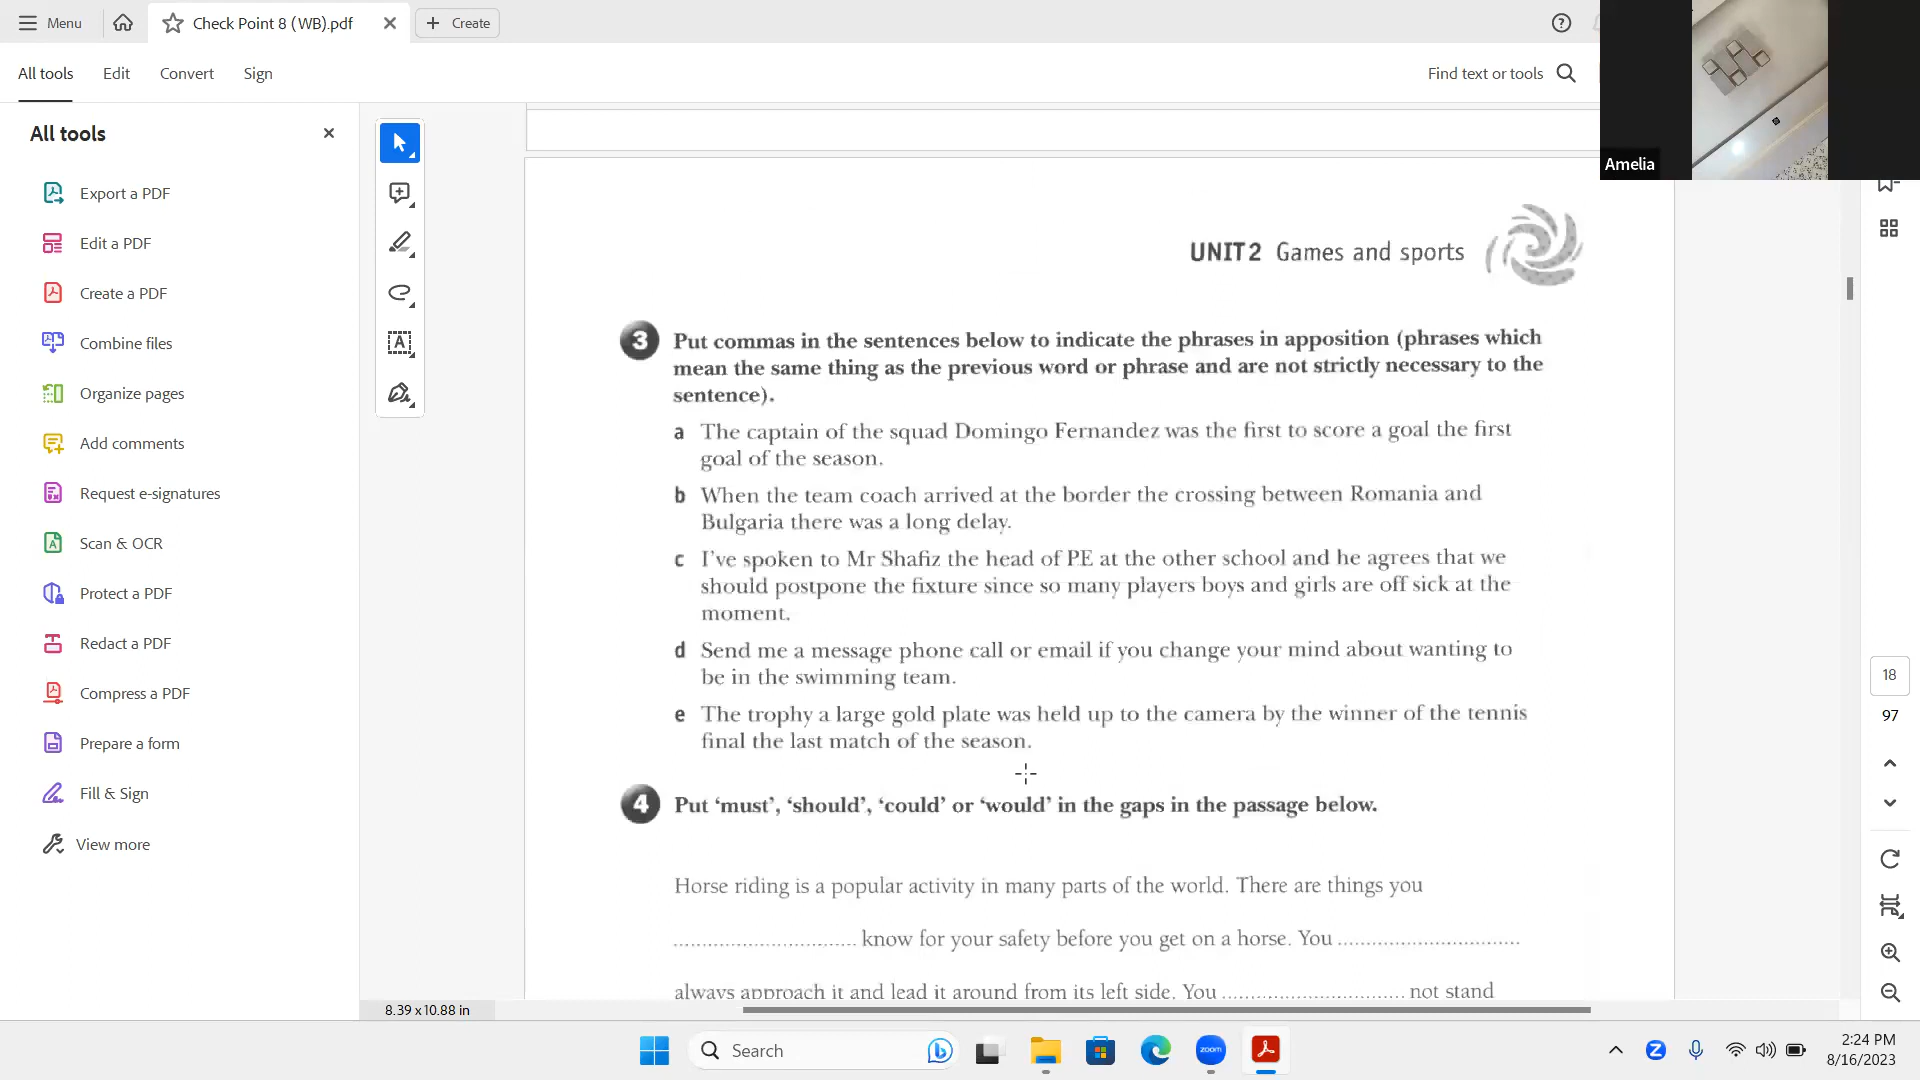 Menu
Check Point 8 (WB).pdf
Create
All tools
Edit
Convert
Sign
Find text or tools
Amelia
All tools
Export a PDF
Edit a PDF
Create a PDF
Combine files
Organize pages
Add comments
Request e-signatures
Scan & OCR
Protect a PDF
Redact a PDF
Compress a PDF
Prepare a form
Fill & Sign
View more
UNIT 2 Games and sports
3 Put commas in the sentences below to indicate the phrases in apposition (phrases which
mean the same thing as the previous word or phrase and are not strictly necessary to the
sentence).
a The captain of the squad Domingo Fernandez was the first to score a goal the first
goal of the season.
b When the team coach arrived at the border the crossing between Romania and
Bulgaria there was a long delay.
c I've spoken to Mr Shafiz the head of PE at the other school and he agrees that we
should postpone the fixture since so many players boys and girls are off sick at the
moment.
d Send me a message phone call or email if you change your mind about wanting to
be in the swimming team.
e The trophy a large gold plate was held up to the camera by the winner of the tennis
final the last match of the season.
4 Put ‘must’, ‘should’, ‘could’ or ‘would’ in the gaps in the passage below.
Horse riding is a popular activity in many parts of the world. There are things you
.............................. know for your safety before you get on a horse. You ..............................
always approach it and lead it around from its left side. You .............................. not stand
18
97
8.39 x 10.88 in
Search
zoom
2:24 PM
8/16/2023